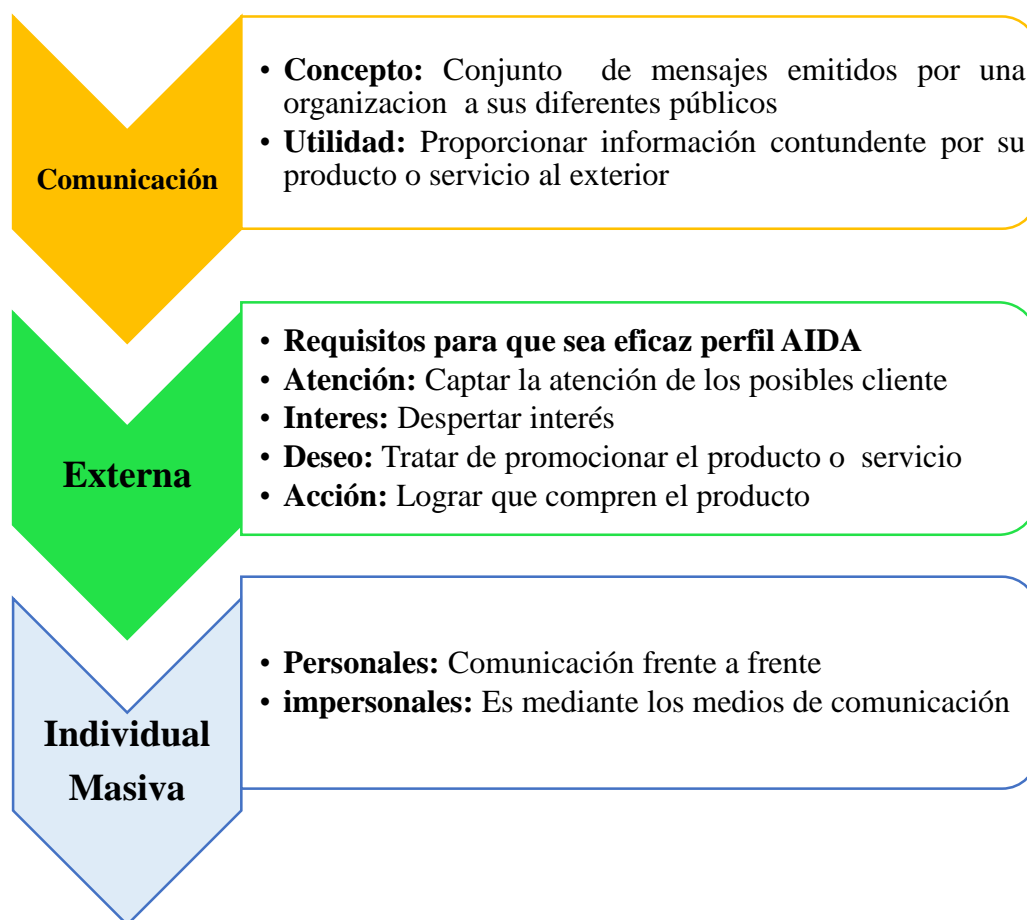 Comunicación
• Concepto: Conjunto de mensajes emitidos por una
organizacion a sus diferentes públicos
• Utilidad: Proporcionar información contundente por su
producto o servicio al exterior
Externa
• Requisitos para que sea eficaz perfil AIDA
• Atención: Captar la atención de los posibles cliente
• Interes: Despertar interés
• Deseo: Tratar de promocionar el producto o servicio
• Acción: Lograr que compren el producto
Individual
Masiva
• Personales: Comunicación frente a frente
• impersonales: Es mediante los medios de comunicación